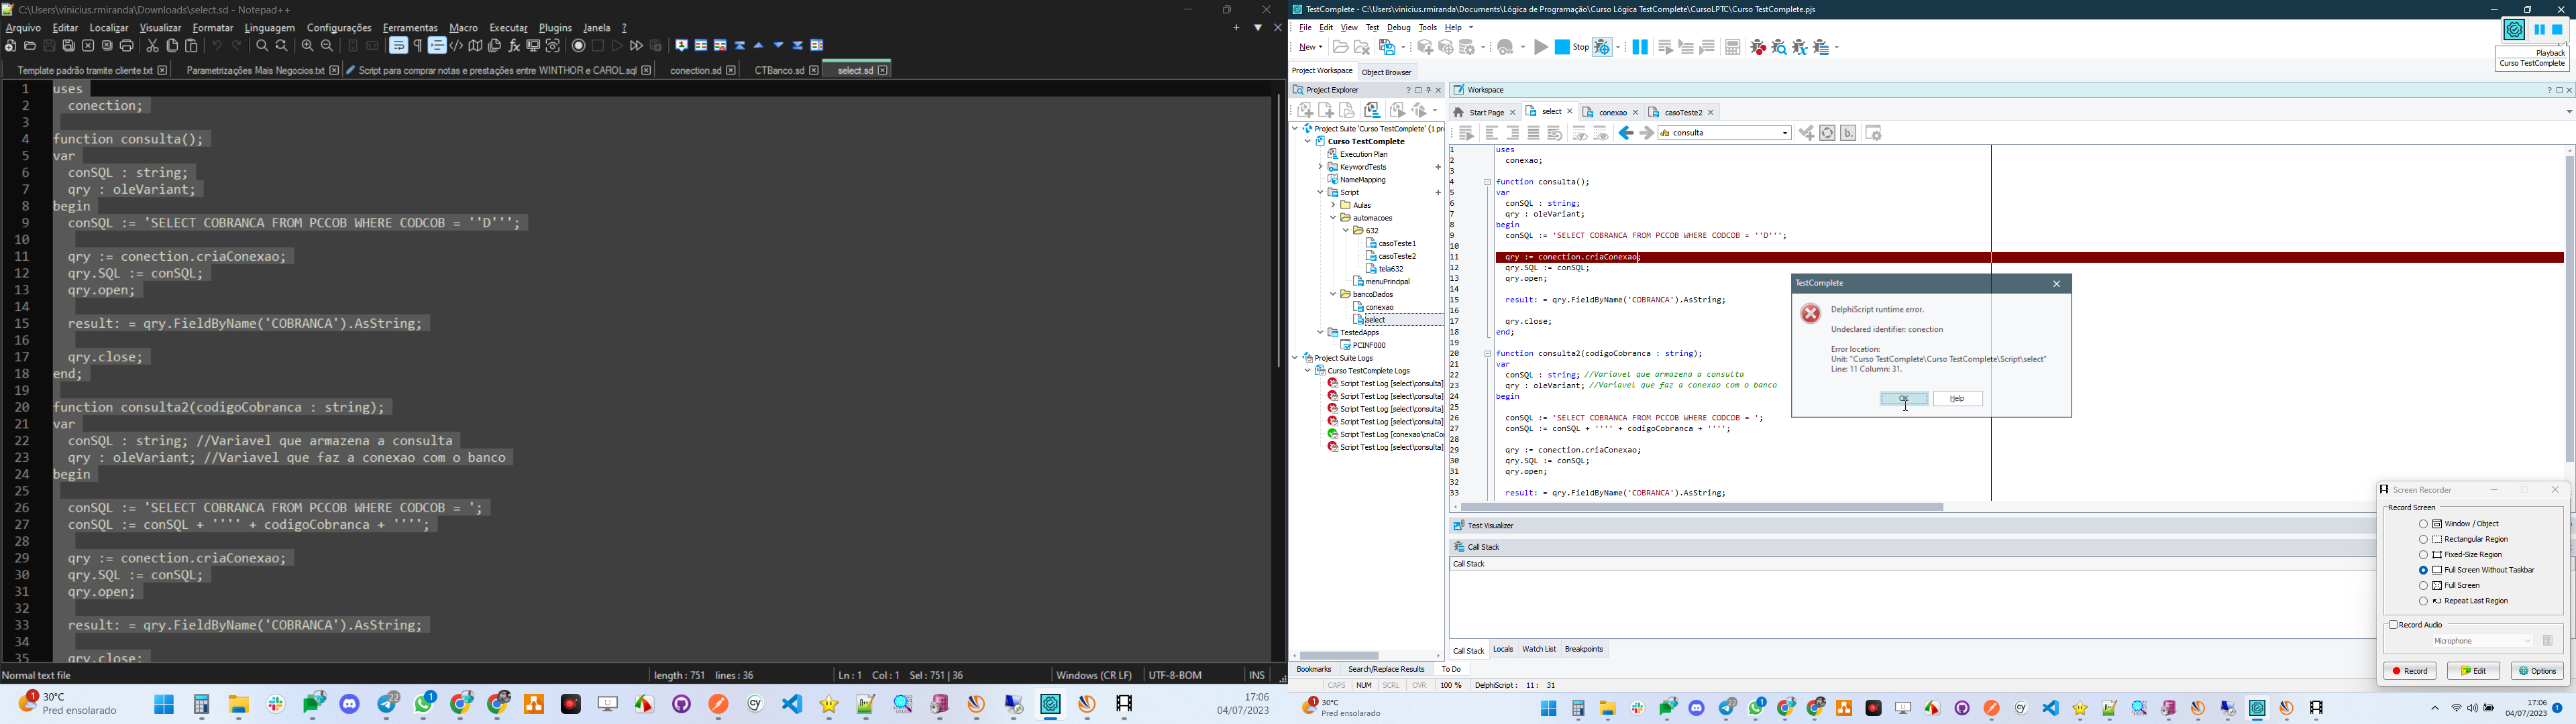 C:\Users\vinicius.rmiranda\Downloads\select.sd - Notepad++
Arquivo Editar Localizar Visualizar Formatar Linguagem Configurações Ferramentas Macro Executar Plugins Janela ?
Template padrão tramite cliente.txt Parametrizações Mais Negocios.txt Script para comprar notas e prestações entre WINTHOR e CAROL.sql conection.sd CTBanco.sd select.sd
1 uses
2 conection;
3
4 function consulta();
5 var
6 conSQL : string;
7 qry : oleVariant;
8 begin
9 conSQL := 'SELECT COBRANCA FROM PCCOB WHERE CODCOB = ''D''';
10
11 qry := conection.criaConexao;
12 qry.SQL := conSQL;
13 qry.open;
14
15 result: = qry.FieldByName('COBRANCA').AsString;
16
17 qry.close;
18 end;
19
20 function consulta2(codigoCobranca : string);
21 var
22 conSQL : string; //Variavel que armazena a consulta
23 qry : oleVariant; //Variavel que faz a conexao com o banco
24 begin
25
26 conSQL := 'SELECT COBRANCA FROM PCCOB WHERE CODCOB = ';
27 conSQL := conSQL + '''' + codigoCobranca + '''';
28
29 qry := conection.criaConexao;
30 qry.SQL := conSQL;
31 qry.open;
32
33 result: = qry.FieldByName('COBRANCA').AsString;
34
35 qry.close;
Normal text file length : 751 lines : 36 Ln : 1 Col : 1 Sel : 751 | 36 Windows (CR LF) UTF-8-BOM INS
30°C
Pred ensolarado
17:06
04/07/2023
TestComplete - C:\Users\vinicius.rmiranda\Documents\Lógica de Programação\Curso Lógica TestComplete\CursoLPTC\Curso TestComplete.pjs
File Edit View Test Debug Tools Help
New Stop
Playback
Curso TestComplete
Project Workspace Object Browser
Project Explorer
Project Suite 'Curso TestComplete' (1 pr
Curso TestComplete
Execution Plan
KeywordTests
NameMapping
Script
Aulas
automacoes
632
casoTeste1
casoTeste2
tela632
menuPrincipal
bancoDados
conexao
select
TestedApps
PCINF000
Project Suite Logs
Curso TestComplete Logs
Script Test Log [select\consulta]
Script Test Log [select\consulta]
Script Test Log [select\consulta]
Script Test Log [select\consulta]
Script Test Log [conexao\criaCor
Script Test Log [select\consulta]
Bookmarks Search/Replace Results To Do
Workspace
Start Page select conexao casoTeste2
consulta
1 uses
2 conexao;
3
4 function consulta();
5 var
6 conSQL : string;
7 qry : oleVariant;
8 begin
9 conSQL := 'SELECT COBRANCA FROM PCCOB WHERE CODCOB = ''D''';
10
11 qry := conection.criaConexao;
12 qry.SQL := conSQL;
13 qry.open;
14
15 result: = qry.FieldByName('COBRANCA').AsString;
16
17 qry.close;
18 end;
19
20 function consulta2(codigoCobranca : string);
21 var
22 conSQL : string; //Variavel que armazena a consulta
23 qry : oleVariant; //Variavel que faz a conexao com o banco
24 begin
25
26 conSQL := 'SELECT COBRANCA FROM PCCOB WHERE CODCOB = ';
27 conSQL := conSQL + '''' + codigoCobranca + '''';
28
29 qry := conection.criaConexao;
30 qry.SQL := conSQL;
31 qry.open;
32
33 result: = qry.FieldByName('COBRANCA').AsString;
TestComplete
DelphiScript runtime error.
Undeclared identifier: conection
Error location:
Unit: "Curso TestComplete\Curso TestComplete\Script\select"
Line: 11 Column: 31.
OK Help
Test Visualizer
Call Stack
Call Stack
Call Stack Locals Watch List Breakpoints
CAPS NUM SCRL OVR 100 % DelphiScript : 11: 31
Screen Recorder
Record Screen
Window / Object
Rectangular Region
Fixed-Size Region
Full Screen Without Taskbar
Full Screen
Repeat Last Region
Record Audio
Microphone
Record Edit Options
30°C
Pred ensolarado
17:06
04/07/2023